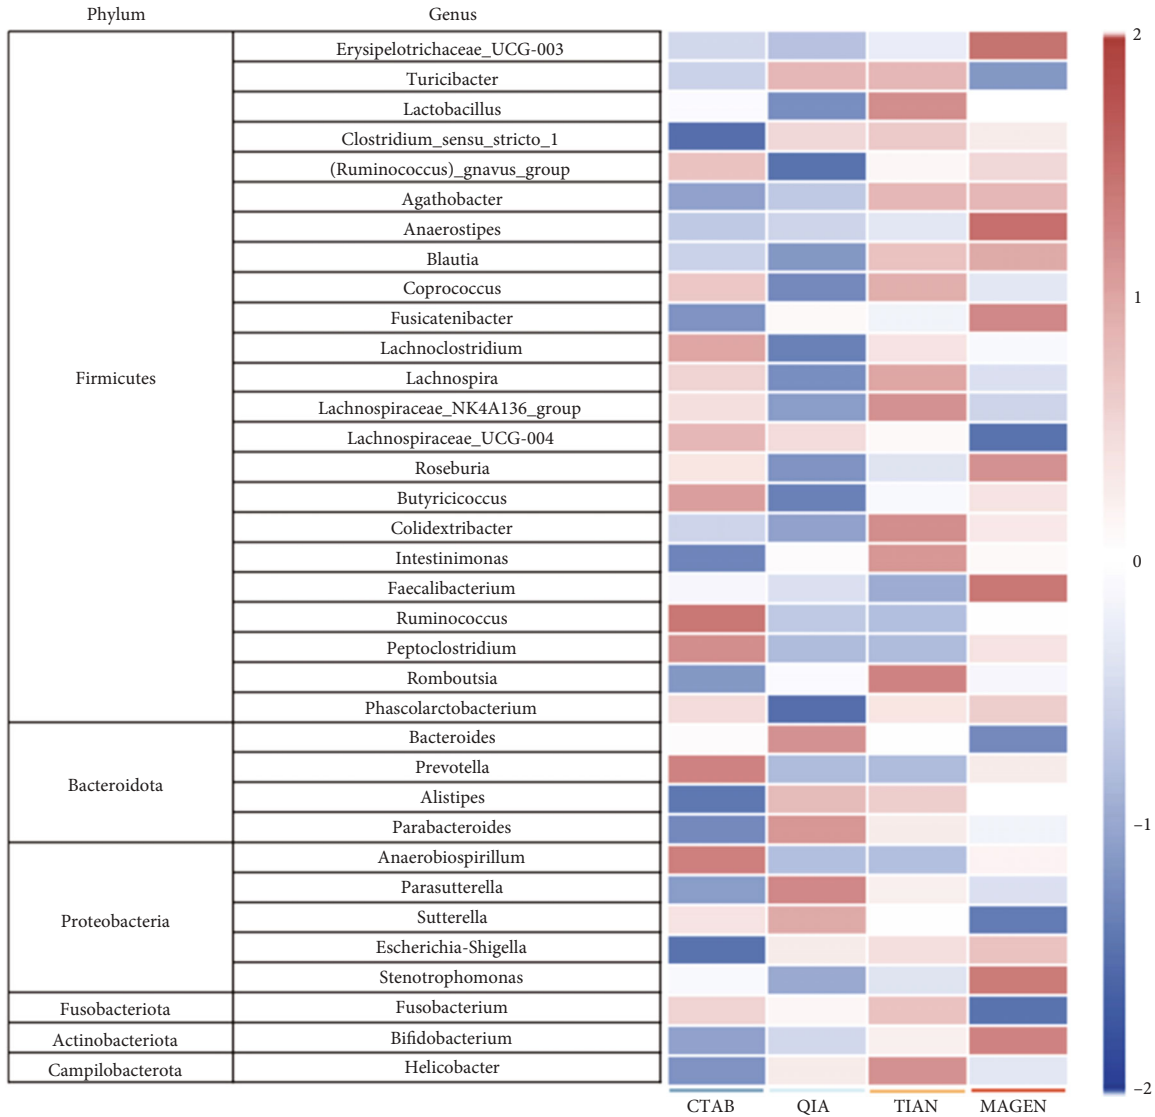 Phylum Genus
Erysipelotrichaceae_UCG-003
Turicibacter
Lactobacillus
Clostridium_sensu_stricto_1
(Ruminococcus)_gnavus_group
Agathobacter
Anaerostipes
Blautia
Coprococcus
Fusicatenibacter
Lachnoclostridium
Firmicutes
Lachnospira
Lachnospiraceae_NK4A136_group
Lachnospiraceae_UCG-004
Roseburia
Butyricicoccus
Colidextribacter
Intestinimonas
Faecalibacterium
Ruminococcus
Peptoclostridium
Romboutsia
Phascolarctobacterium
Bacteroidota
Bacteroides
Prevotella
Alistipes
Parabacteroides
Proteobacteria
Anaerobiospirillum
Parasutterella
Sutterella
Escherichia-Shigella
Stenotrophomonas
Fusobacteriota Fusobacterium
Actinobacteriota Bifidobacterium
Campilobacterota Helicobacter
CTAB QIA TIAN MAGEN
2
1
0
–1
–2